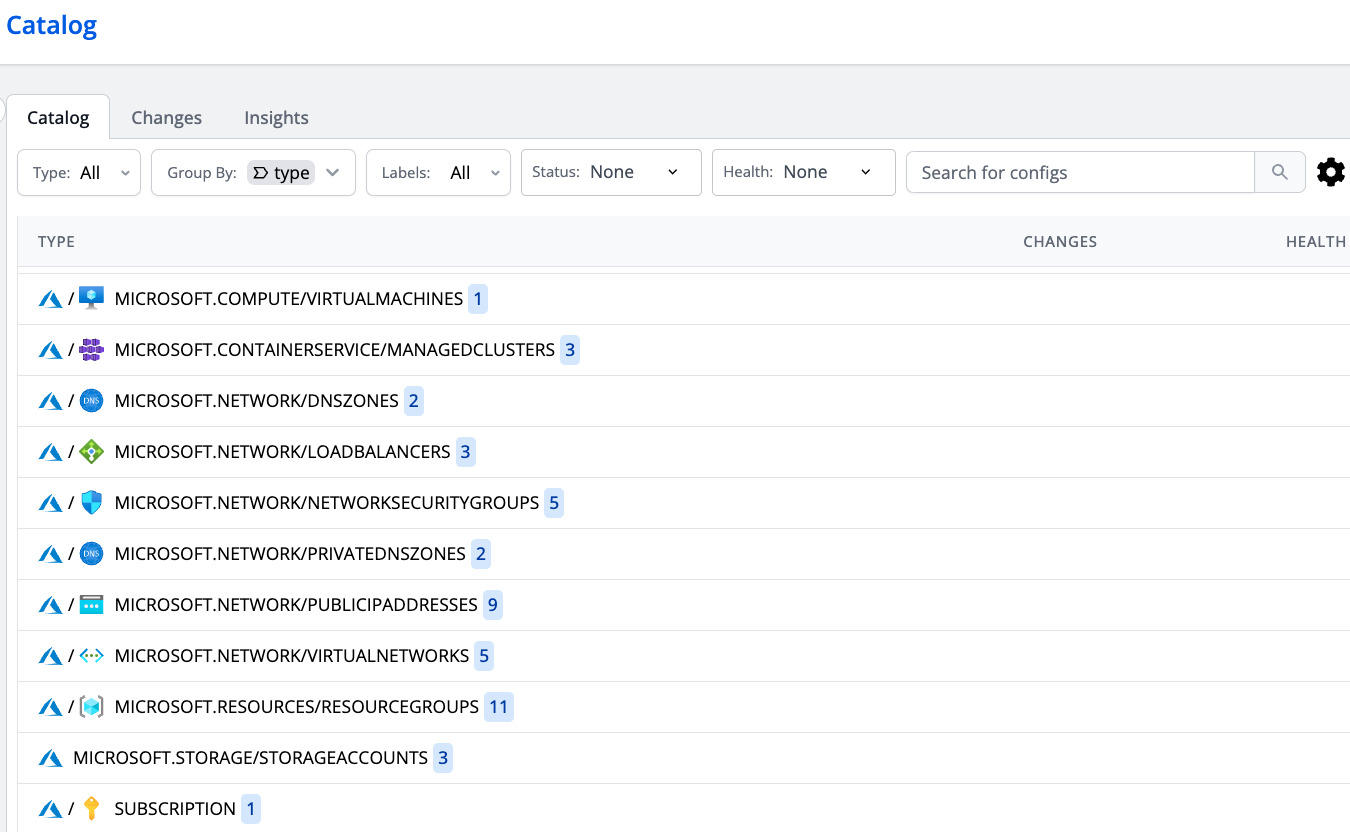 Catalog
Catalog Changes Insights
Type: All Group By: type Labels: All Status: None Health: None Search for configs
TYPE CHANGES HEALTH
/ MICROSOFT.COMPUTE/VIRTUALMACHINES 1
/ MICROSOFT.CONTAINERSERVICE/MANAGEDCLUSTERS 3
/ DNS MICROSOFT.NETWORK/DNSZONES 2
/ MICROSOFT.NETWORK/LOADBALANCERS 3
/ MICROSOFT.NETWORK/NETWORKSECURITYGROUPS 5
/ DNS MICROSOFT.NETWORK/PRIVATEDNSZONES 2
/ MICROSOFT.NETWORK/PUBLICIPADDRESSES 9
/ MICROSOFT.NETWORK/VIRTUALNETWORKS 5
/ MICROSOFT.RESOURCES/RESOURCEGROUPS 11
MICROSOFT.STORAGE/STORAGEACCOUNTS 3
/ SUBSCRIPTION 1